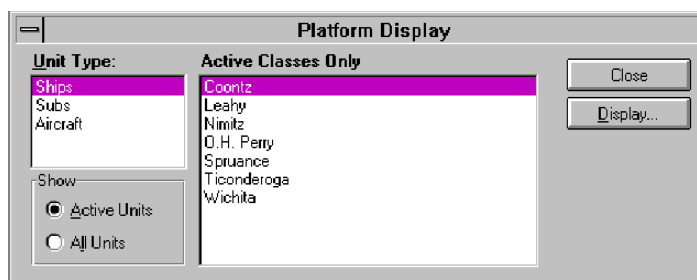 Platform Display
Unit Type:
Ships
Subs
Aircraft
Show
Active Units
All Units
Active Classes Only
Coontz
Leahy
Nimitz
O.H. Perry
Spruance
Ticonderoga
Wichita
Close
Display...